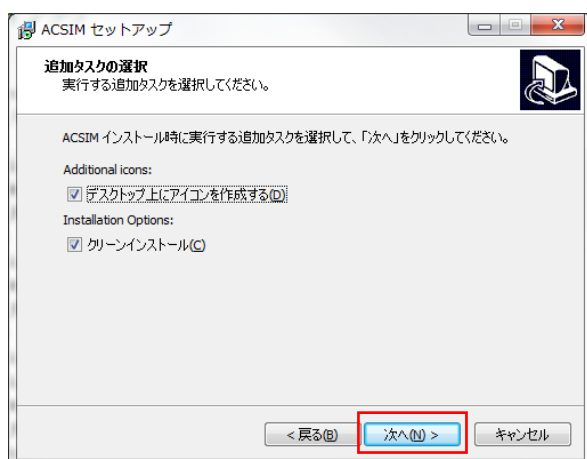 ACSIM セットアップ
追加タスクの選択
実行する追加タスクを選択してください。
ACSIM インストール時に実行する追加タスクを選択して、「次へ」をクリックしてください。
Additional icons:
デスクトップ上にアイコンを作成する(D)
Installation Options:
クリーンインストール(C)
< 戻る(B) 次へ(N) > キャンセル